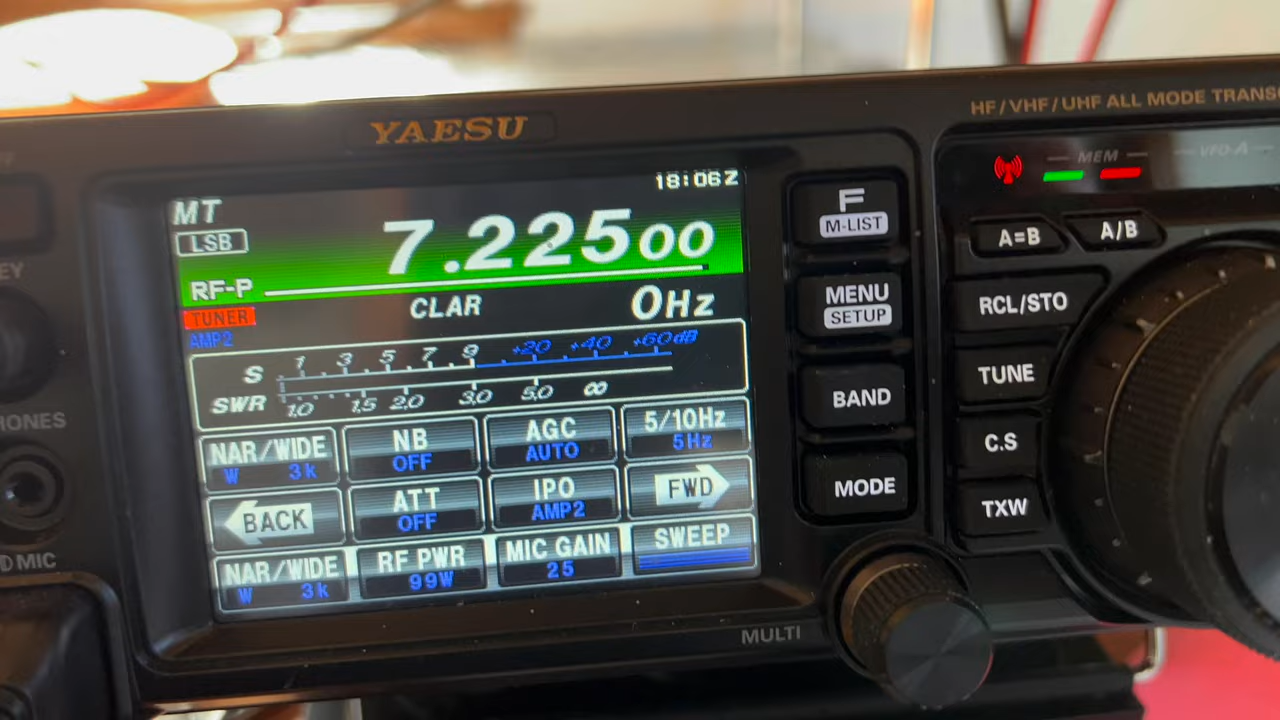 HF/VHF/UHF ALL MODE
YAESU
MEM
VFO-A
18:06Z
MT
LSB
7.22500
RF-P
TUNER
AMP2
CLAR
0Hz
S 1 3 5 7 9 +20 +40 +60dB
SWR 1.0 1.5 2.0 3.0 5.0 ∞
NAR/WIDE NB AGC 5/10Hz
W 3k OFF AUTO 5Hz
BACK ATT IPO FWD
OFF AMP2
NAR/WIDE RF PWR MIC GAIN SWEEP
W 3k 99W 25
F
M-LIST
MENU
SETUP
BAND
MODE
A=B A/B
RCL/STO
TUNE
C.S
TXW
MULTI
MIC